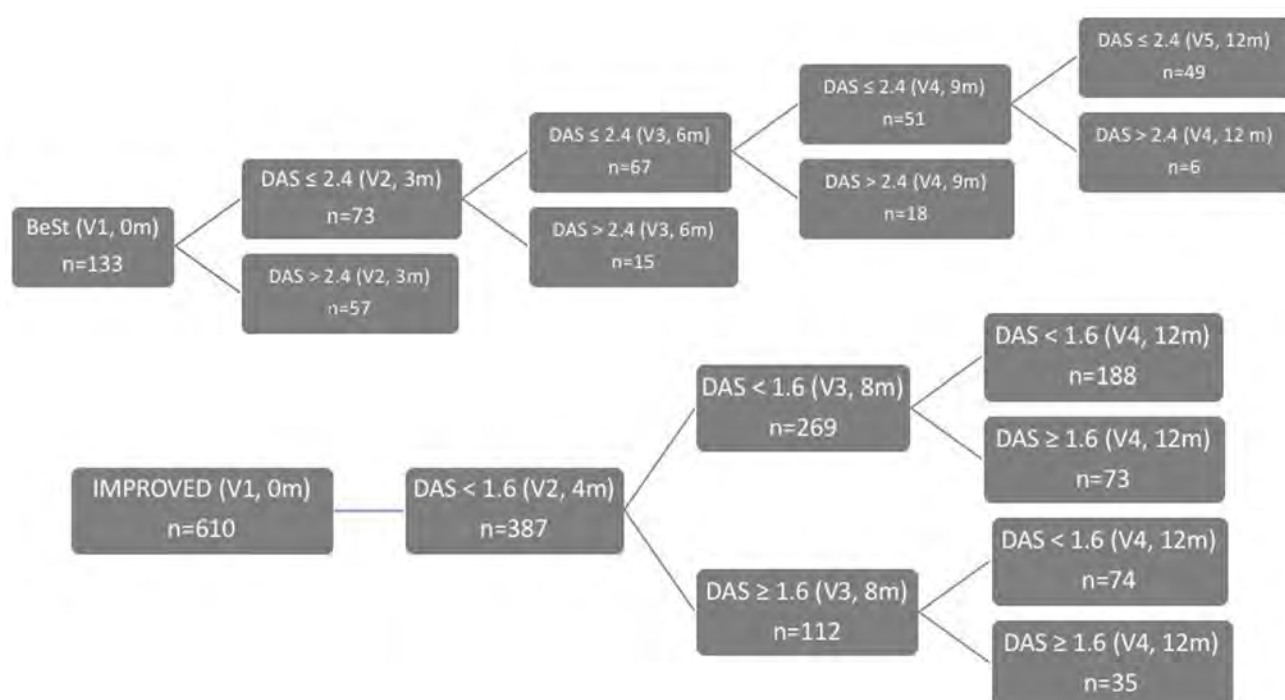 BeSt (V1, 0m)
n=133
DAS ≤ 2.4 (V2, 3m)
n=73
DAS > 2.4 (V2, 3m)
n=57
DAS ≤ 2.4 (V3, 6m)
n=67
DAS > 2.4 (V3, 6m)
n=15
DAS ≤ 2.4 (V4, 9m)
n=51
DAS > 2.4 (V4, 9m)
n=18
DAS ≤ 2.4 (V5, 12m)
n=49
DAS > 2.4 (V4, 12 m)
n=6
IMPROVED (V1, 0m)
n=610
DAS < 1.6 (V2, 4m)
n=387
DAS < 1.6 (V3, 8m)
n=269
DAS ≥ 1.6 (V3, 8m)
n=112
DAS < 1.6 (V4, 12m)
n=188
DAS ≥ 1.6 (V4, 12m)
n=73
DAS < 1.6 (V4, 12m)
n=74
DAS ≥ 1.6 (V4, 12m)
n=35